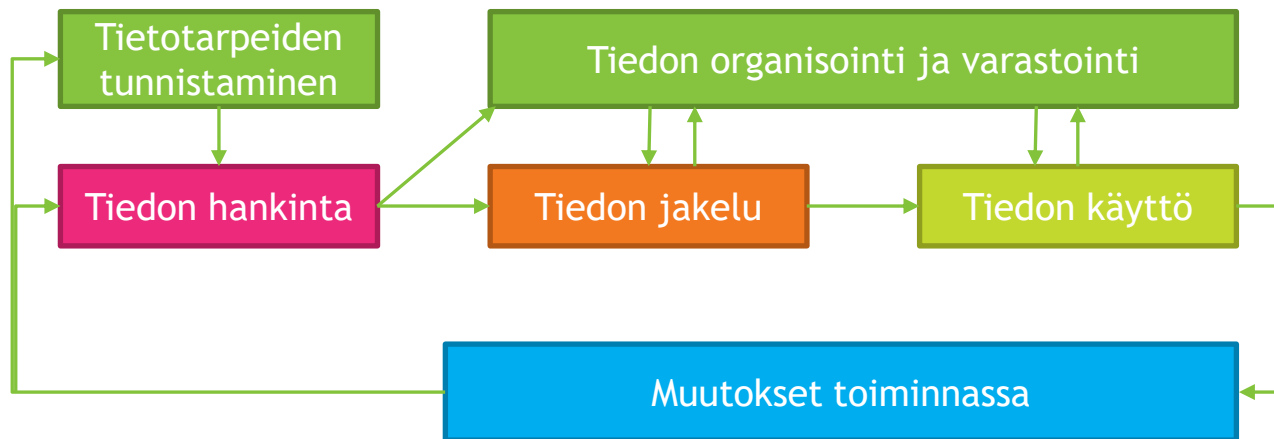 Tietotarpeiden
tunnistaminen
Tiedon organisointi ja varastointi
Tiedon hankinta
Tiedon jakelu
Tiedon käyttö
Muutokset toiminnassa